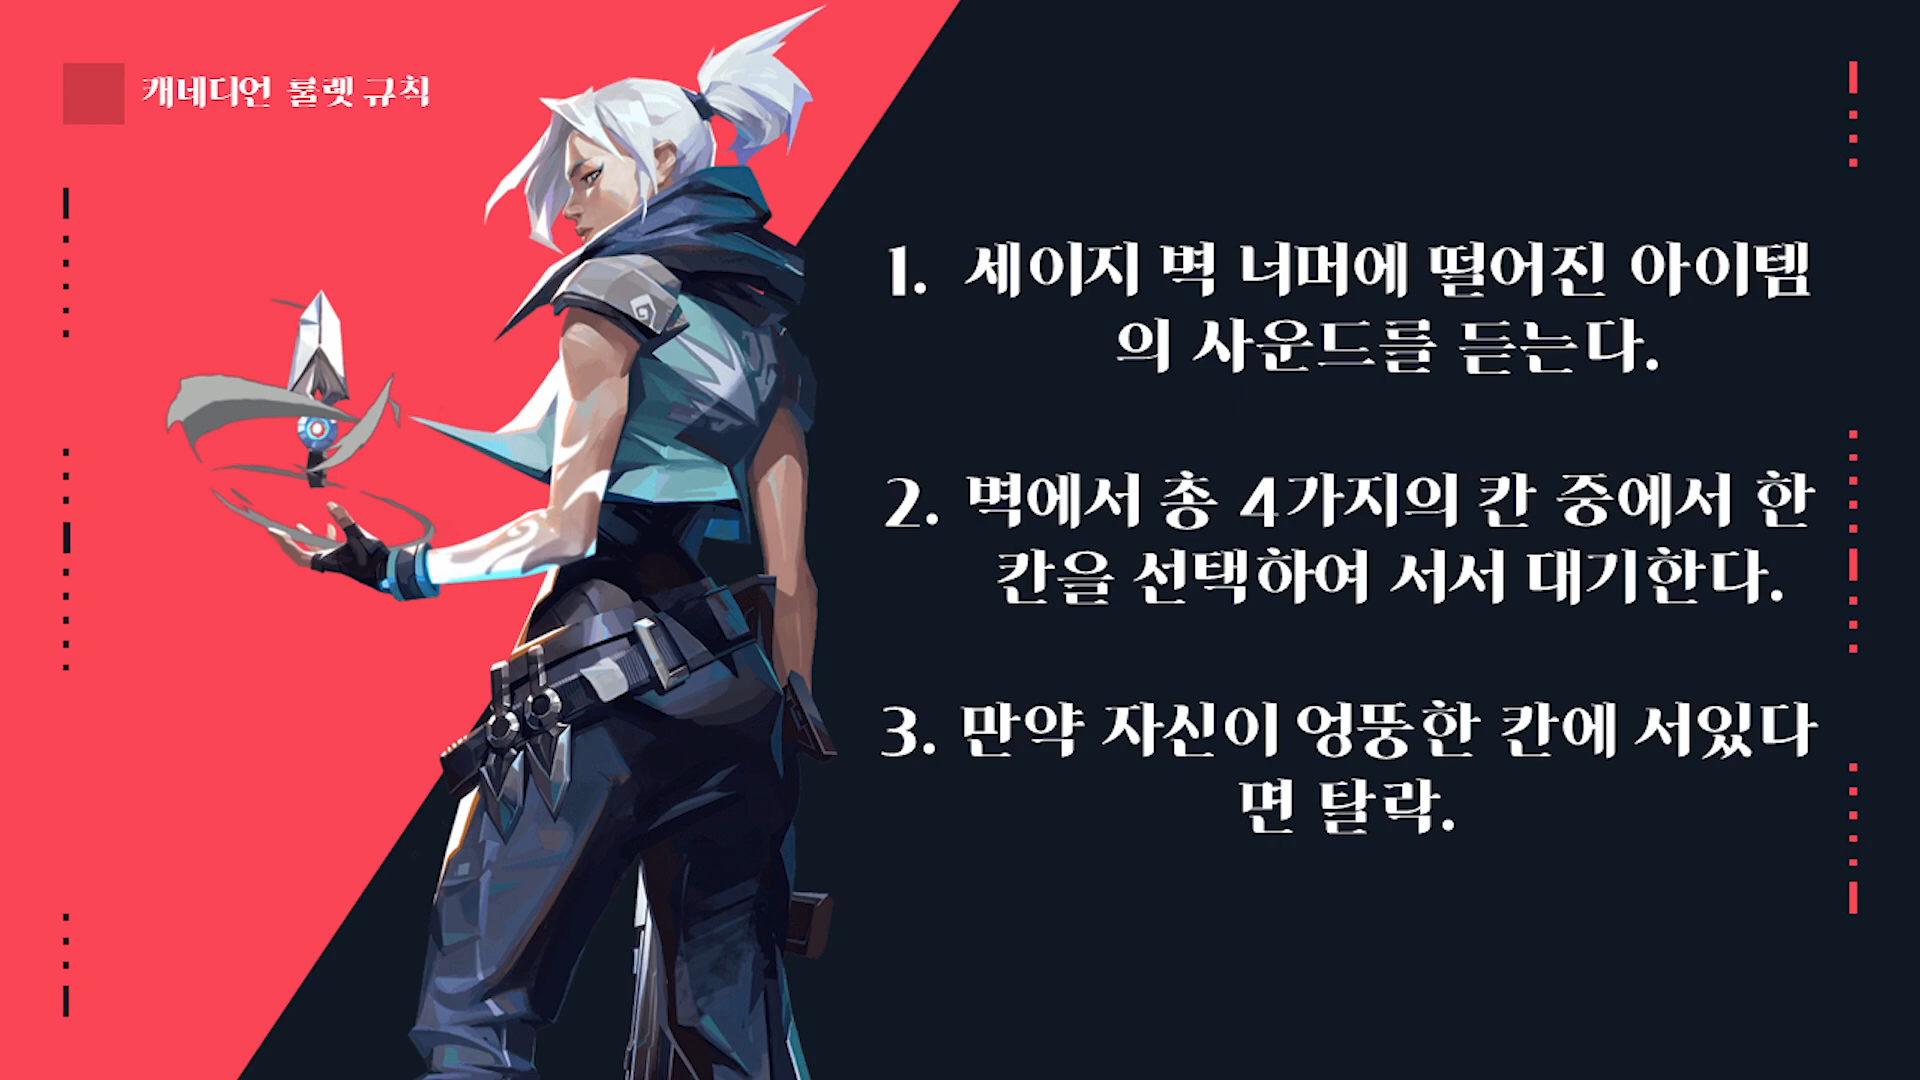 캐네디언 룰렛 규칙
1. 세이지 벽 너머에 떨어진 아이템
의 사운드를 듣는다.
2. 벽에서 총 4가지의 칸 중에서 한
칸을 선택하여 서서 대기한다.
3. 만약 자신이 엉뚱한 칸에 서있다
면 탈락.